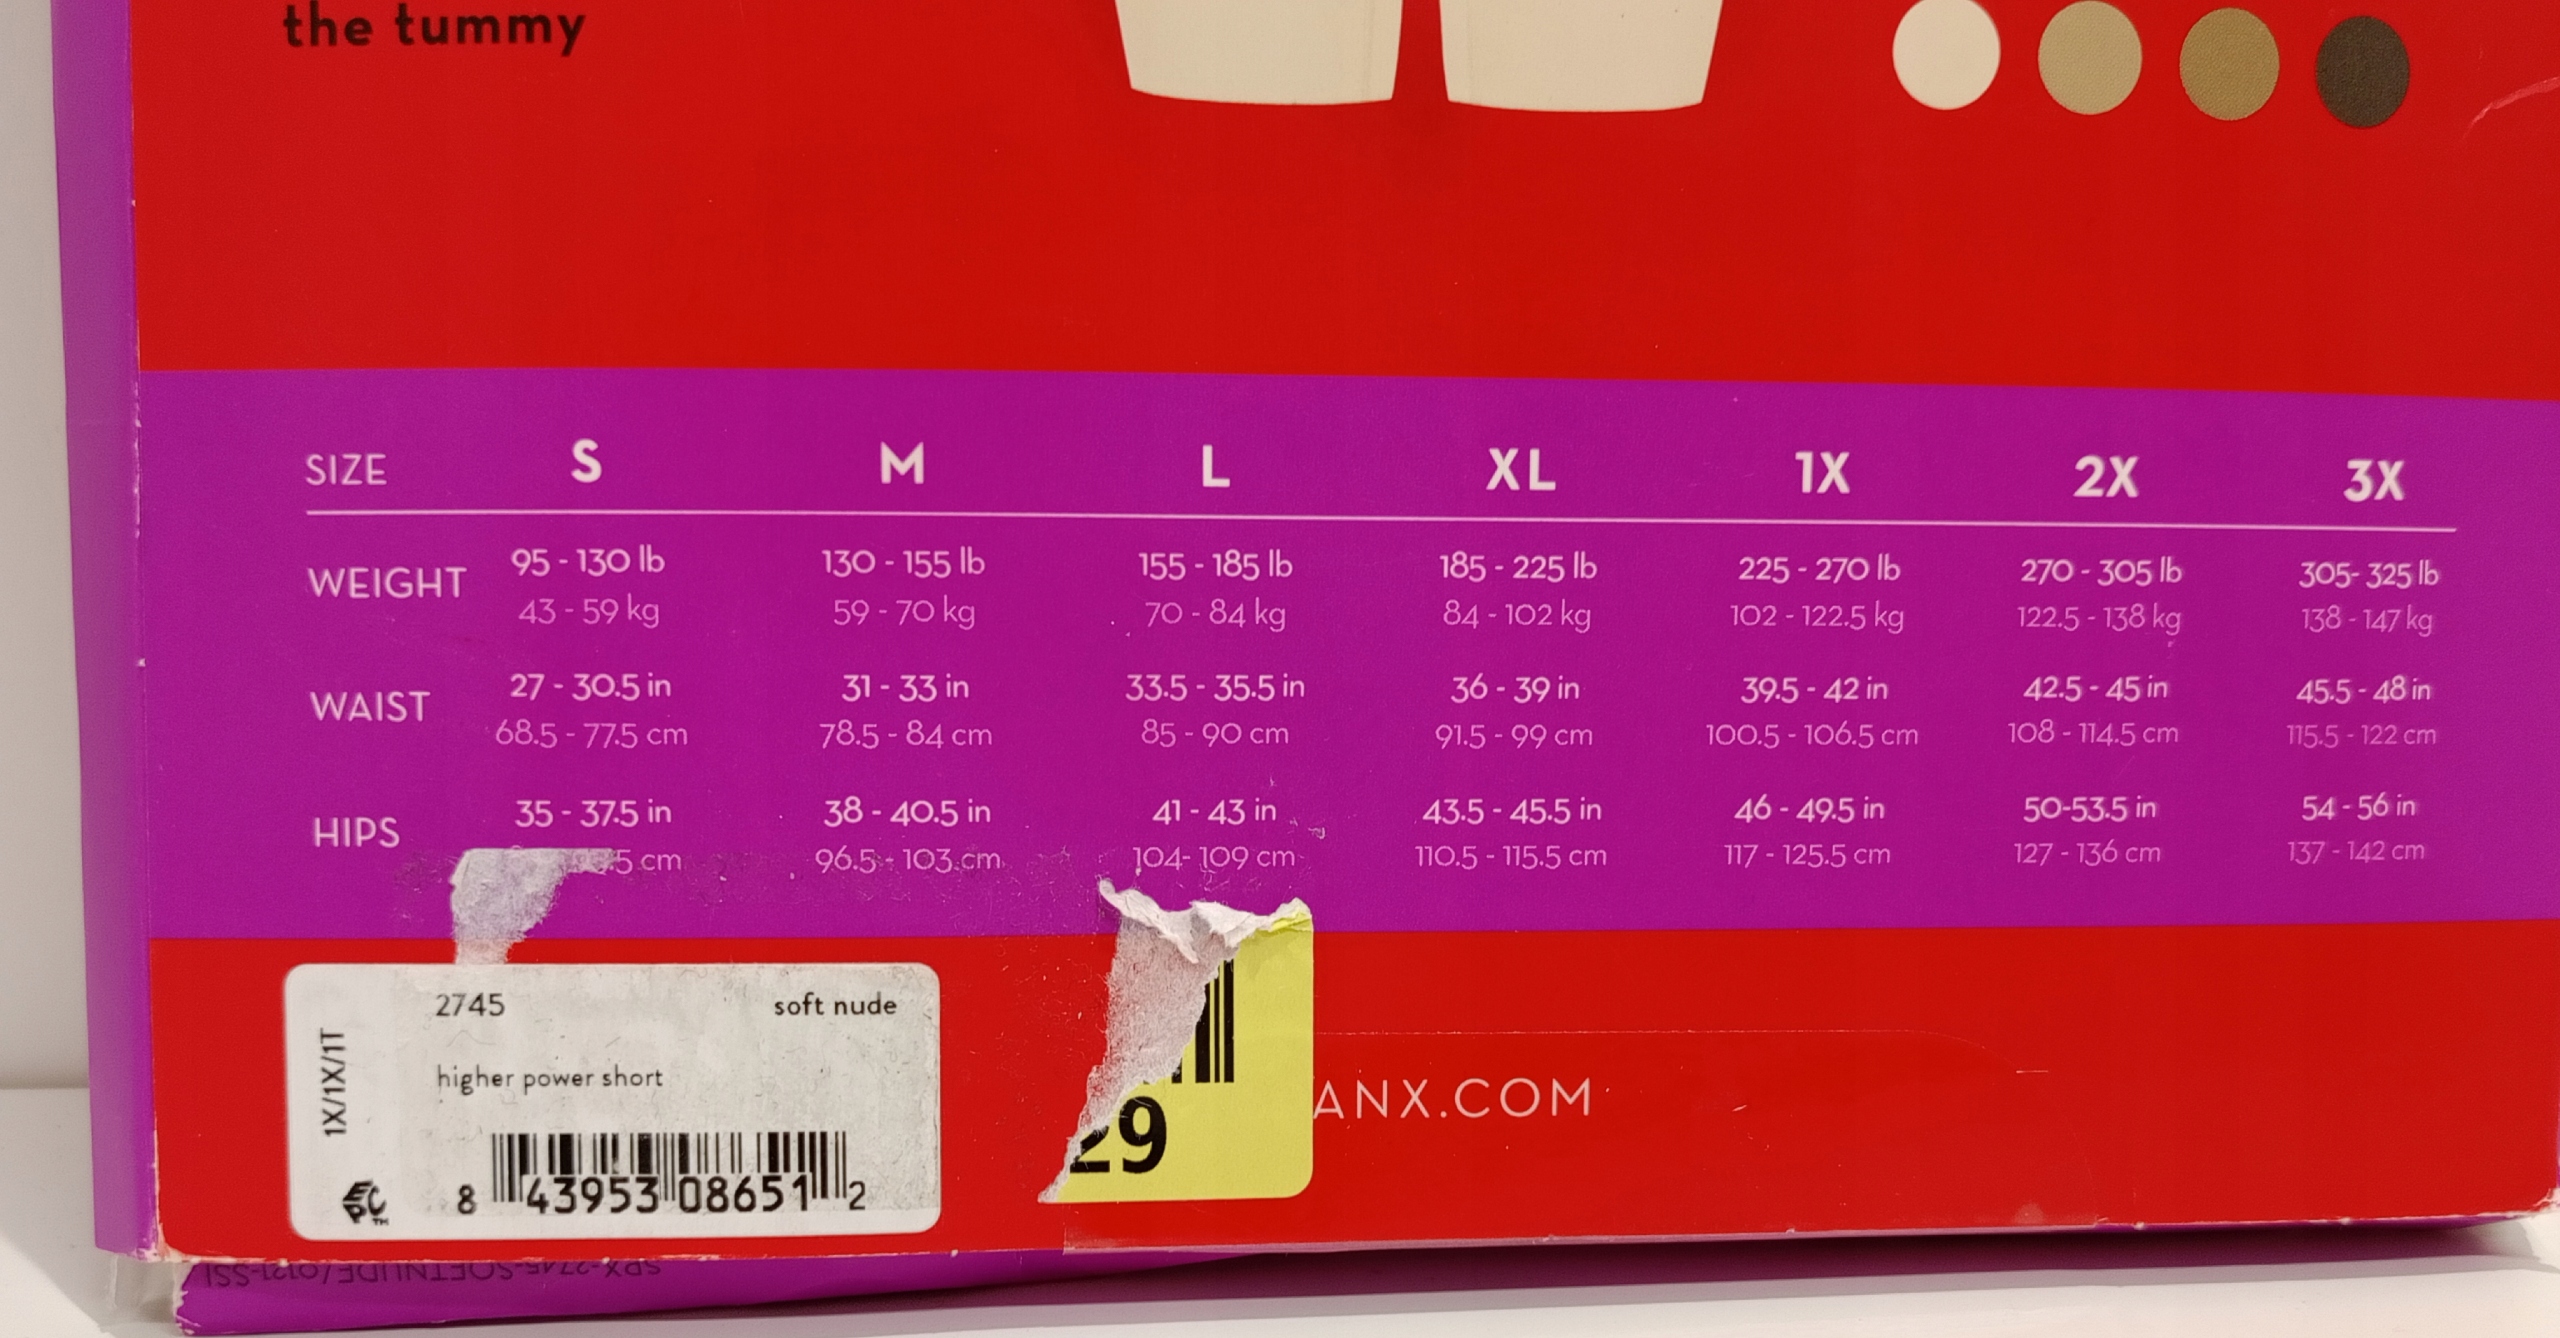 the tummy
SIZE S M L XL 1X 2X 3X
WEIGHT 95 - 130 lb 130 - 155 lb 155 - 185 lb 185 - 225 lb 225 - 270 lb 270 - 305 lb 305- 325 lb
43 - 59 kg 59 - 70 kg 70 - 84 kg 84 - 102 kg 102 - 122.5 kg 122.5 - 138 kg 138 - 147 kg
WAIST 27 - 30.5 in 31 - 33 in 33.5 - 35.5 in 36 - 39 in 39.5 - 42 in 42.5 - 45 in 45.5 - 48 in
68.5 - 77.5 cm 78.5 - 84 cm 85 - 90 cm 91.5 - 99 cm 100.5 - 106.5 cm 108 - 114.5 cm 115.5 - 122 cm
HIPS 35 - 37.5 in 38 - 40.5 in 41 - 43 in 43.5 - 45.5 in 46 - 49.5 in 50-53.5 in 54 - 56 in
.5 cm 96.5 - 103 cm 104- 109 cm 110.5 - 115.5 cm 117 - 125.5 cm 127 - 136 cm 137 - 142 cm
2745 soft nude
higher power short
1X/1X/1T
EPC™
8 43953 08651 2
29
ANX.COM
SPX-2745-SOFTNUDE/0121-SSI